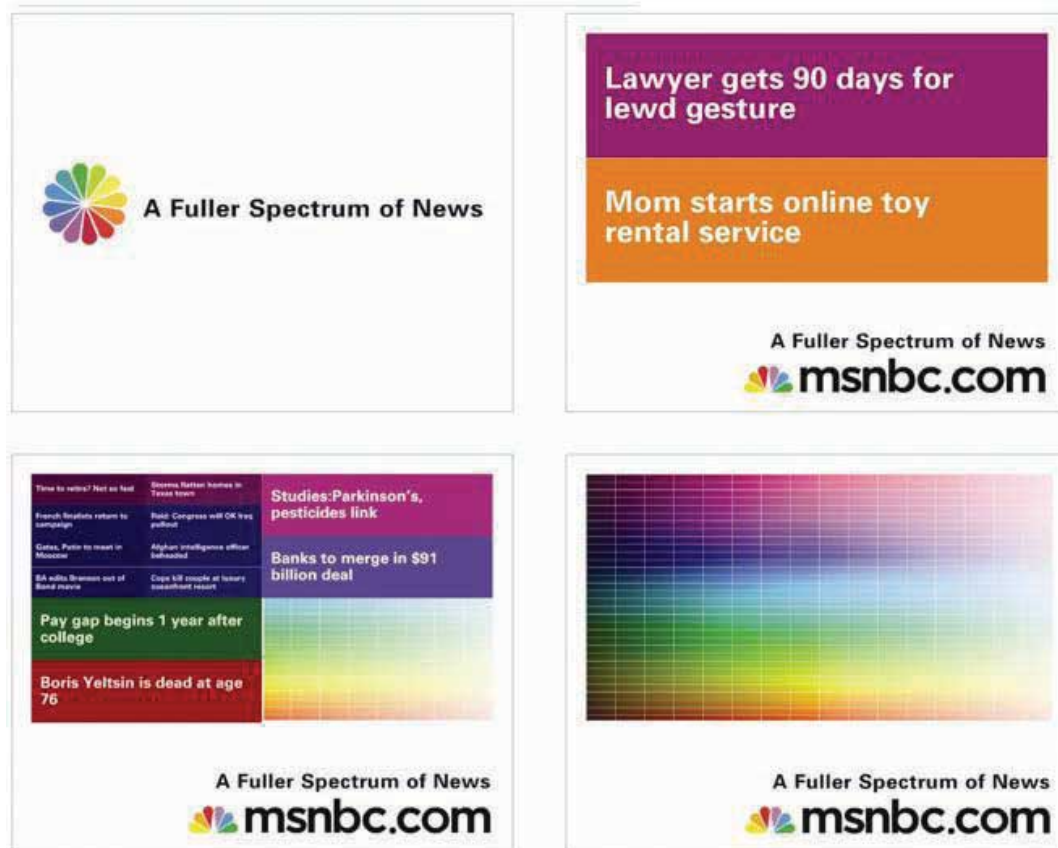 A Fuller Spectrum of News
Lawyer gets 90 days for
lewd gesture
Mom starts online toy
rental service
A Fuller Spectrum of News
msnbc.com
Time to retire? Not so fast
Storms flatten homes in
Texas town
French finalists return to
campaign
Reid: Congress will OK Iraq
pullout
Gates, Putin to meet in
Moscow
Afghan intelligence officer
beheaded
BA edits Branson out of
Bond movie
Cops kill couple at luxury
oceanfront resort
Studies:Parkinson's,
pesticides link
Banks to merge in $91
billion deal
Pay gap begins 1 year after
college
Boris Yeltsin is dead at age
76
A Fuller Spectrum of News
msnbc.com
A Fuller Spectrum of News
msnbc.com